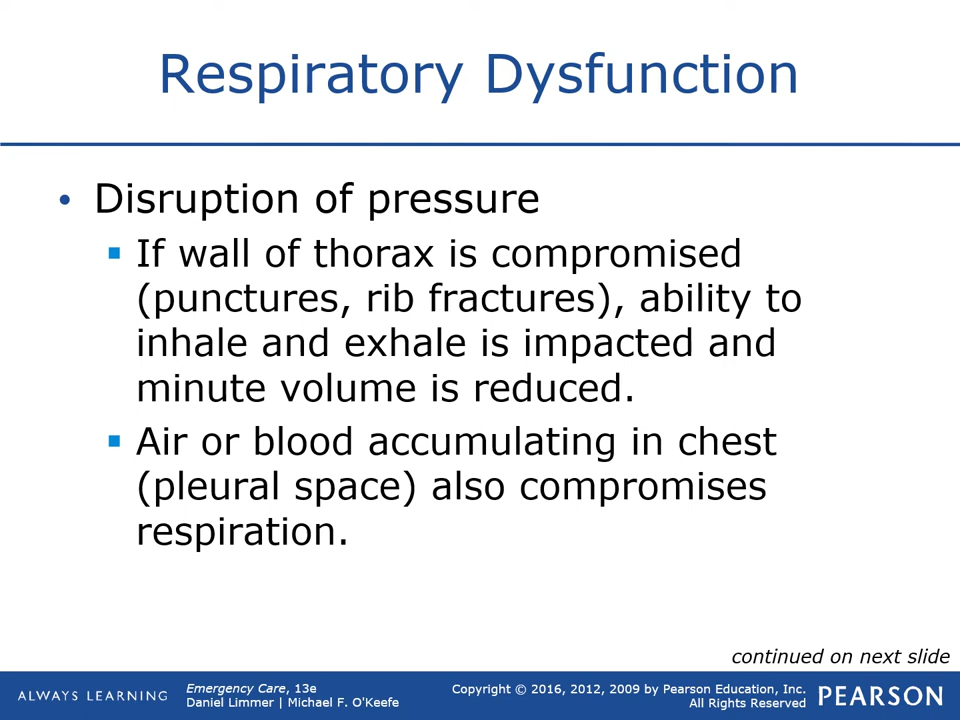 Respiratory Dysfunction
• Disruption of pressure
▪ If wall of thorax is compromised
(punctures, rib fractures), ability to
inhale and exhale is impacted and
minute volume is reduced.
▪ Air or blood accumulating in chest
(pleural space) also compromises
respiration.
continued on next slide
ALWAYS LEARNING
Emergency Care, 13e
Daniel Limmer | Michael F. O'Keefe
Copyright © 2016, 2012, 2009 by Pearson Education, Inc.
All Rights Reserved
PEARSON